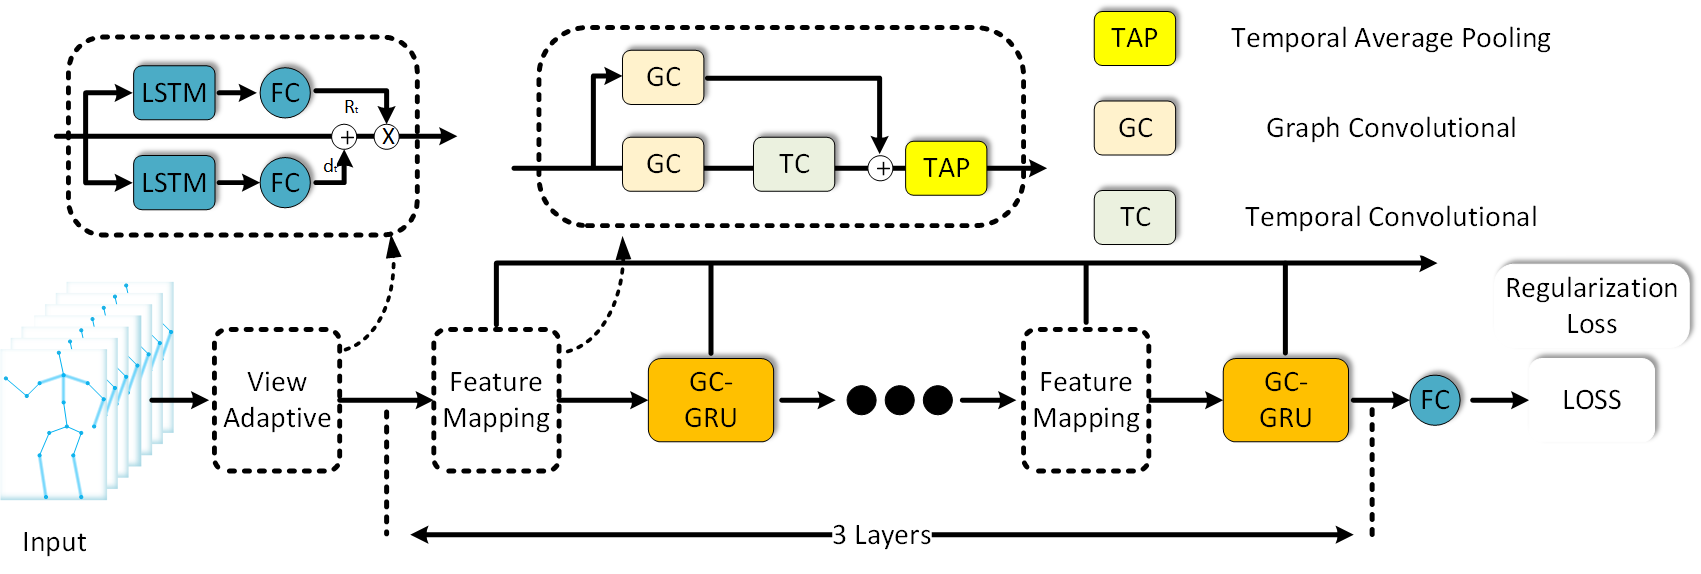 LSTM
FC
Rₜ
+
X
LSTM
FC
dₜ
GC
GC
TC
+
TAP
TAP
Temporal Average Pooling
GC
Graph Convolutional
TC
Temporal Convolutional
Regularization
Loss
View
Adaptive
Feature
Mapping
GC-
GRU
Feature
Mapping
GC-
GRU
FC
LOSS
Input
3 Layers